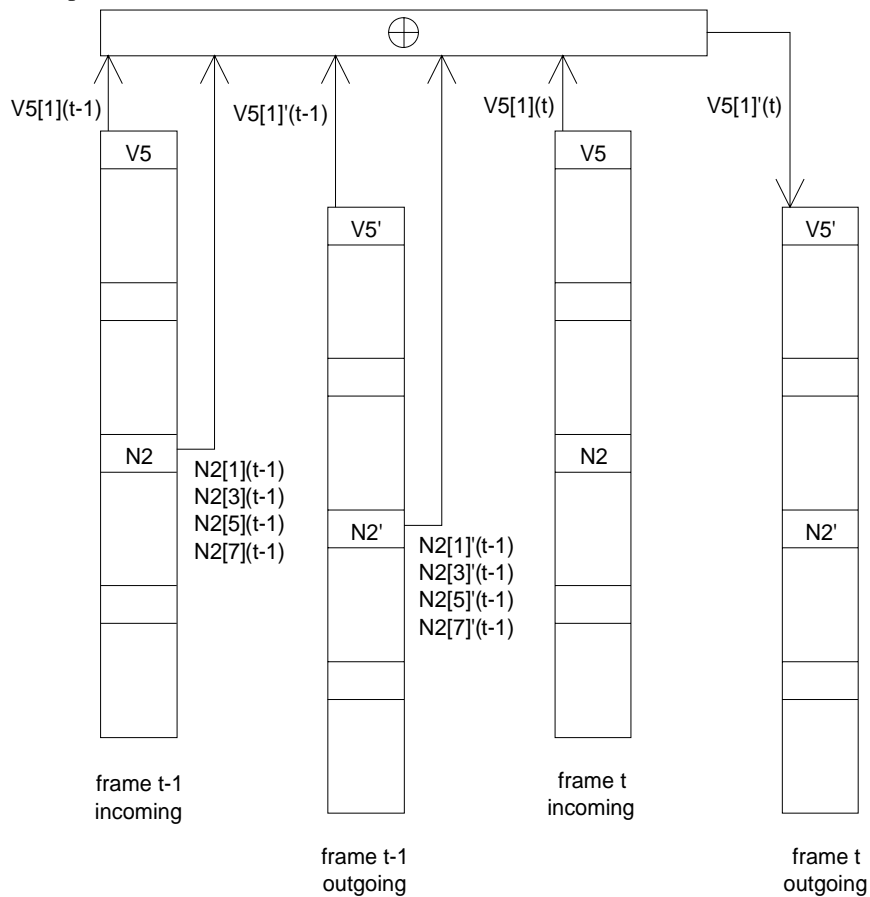 V5[1](t-1)
V5[1]'(t-1)
V5[1](t)
V5[1]'(t)
V5
V5
V5'
V5'
N2
N2
N2[1](t-1)
N2[3](t-1)
N2[5](t-1)
N2[7](t-1)
N2'
N2'
N2[1]'(t-1)
N2[3]'(t-1)
N2[5]'(t-1)
N2[7]'(t-1)
frame t-1
incoming
frame t
incoming
frame t-1
outgoing
frame t
outgoing